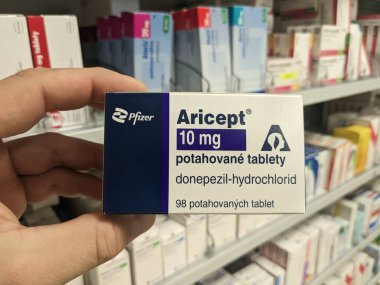 Pfizer
Aricept®
10 mg
potahované tablety
donepezil-hydrochlorid
98 potahovaných tablet